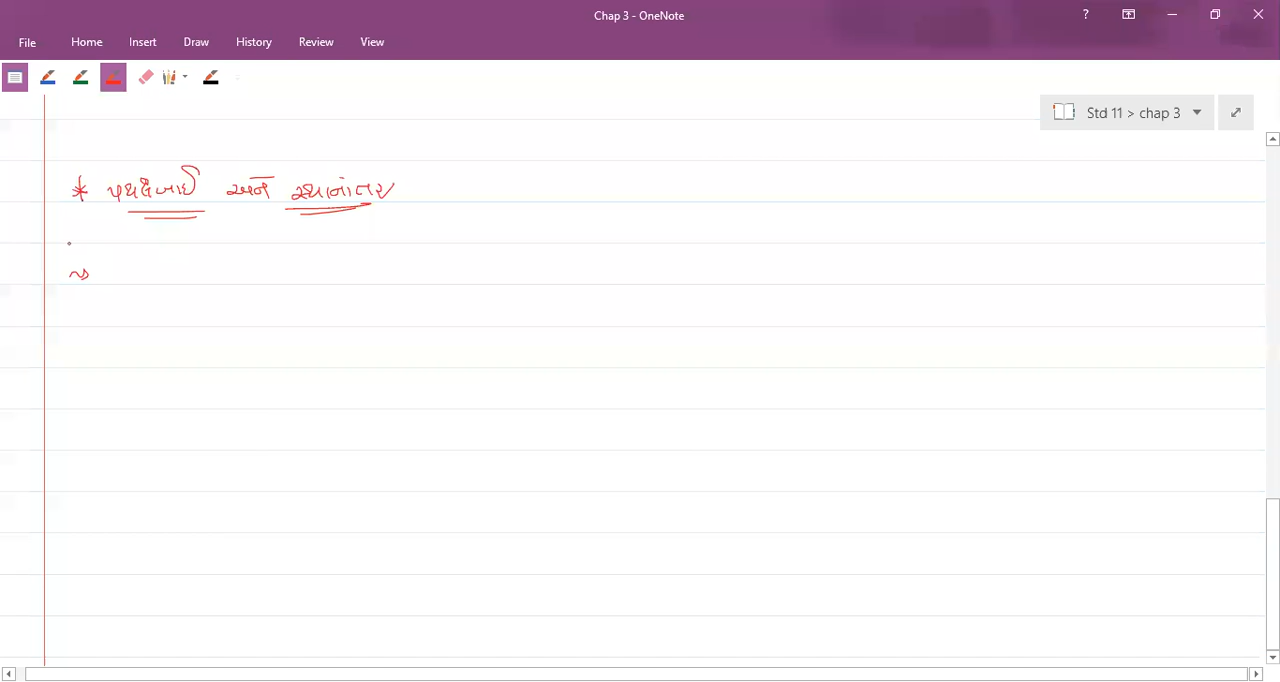 Chap 3 - OneNote
?
File Home Insert Draw History Review View
Std 11 > chap 3
* પથલંબાઈ અને સ્થાનાંતર